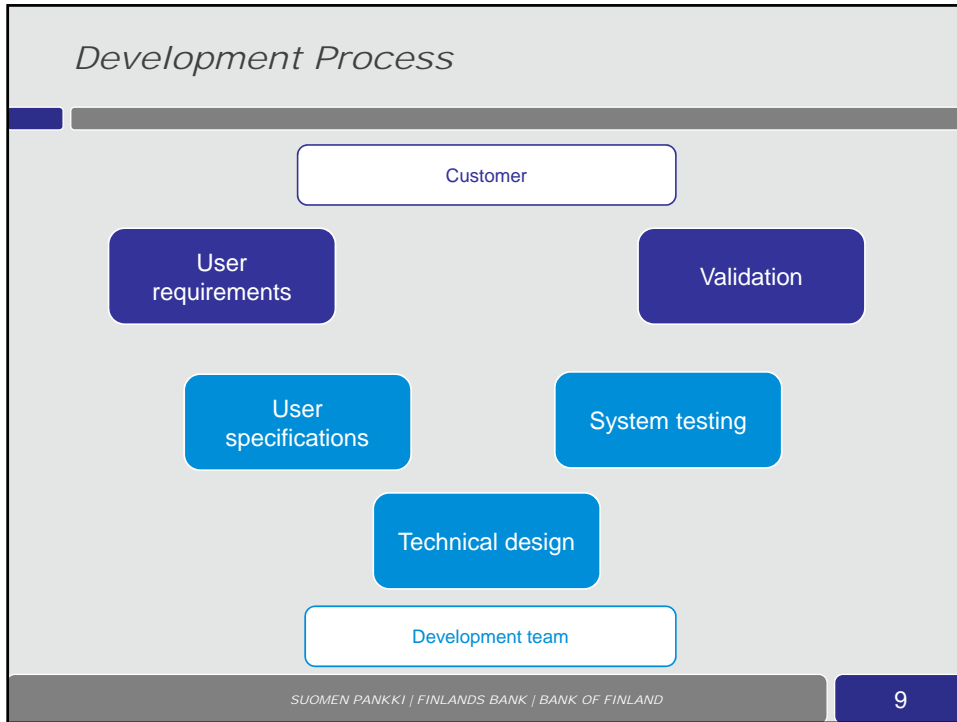 Development Process
Customer
User
requirements
Validation
User
specifications
System testing
Technical design
Development team
SUOMEN PANKKI | FINLANDS BANK | BANK OF FINLAND
9